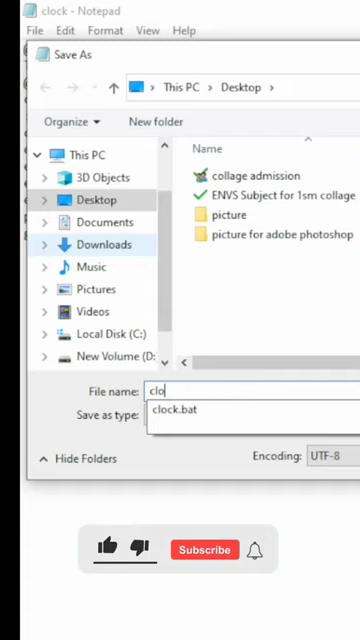 clock - Notepad
File Edit Format View Help
Save As
This PC > Desktop >
Organize New folder
Name
This PC
3D Objects
Desktop
Documents
Downloads
Music
Pictures
Videos
Local Disk (C:)
New Volume (D:
collage admission
ENVS Subject for 1sm collage
picture
picture for adobe photoshop
File name: clo
clock.bat
Save as type:
Hide Folders
Encoding: UTF-8
Subscribe